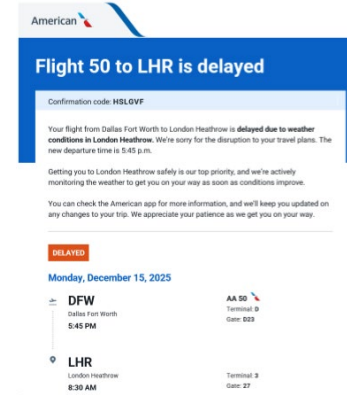 American
Flight 50 to LHR is delayed
Confirmation code: HSLGVF
Your flight from Dallas Fort Worth to London Heathrow is delayed due to weather
conditions in London Heathrow. We're sorry for the disruption to your travel plans. The
new departure time is 5:45 p.m.
Getting you to London Heathrow safely is our top priority, and we're actively
monitoring the weather to get you on your way as soon as conditions improve.
You can check the American app for more information, and we'll keep you updated on
any changes to your trip. We appreciate your patience as we get you on your way.
DELAYED
Monday, December 15, 2025
DFW
Dallas Fort Worth
5:45 PM
AA 50
Terminal: D
Gate: D23
LHR
London Heathrow
8:30 AM
Terminal: 3
Gate: 27